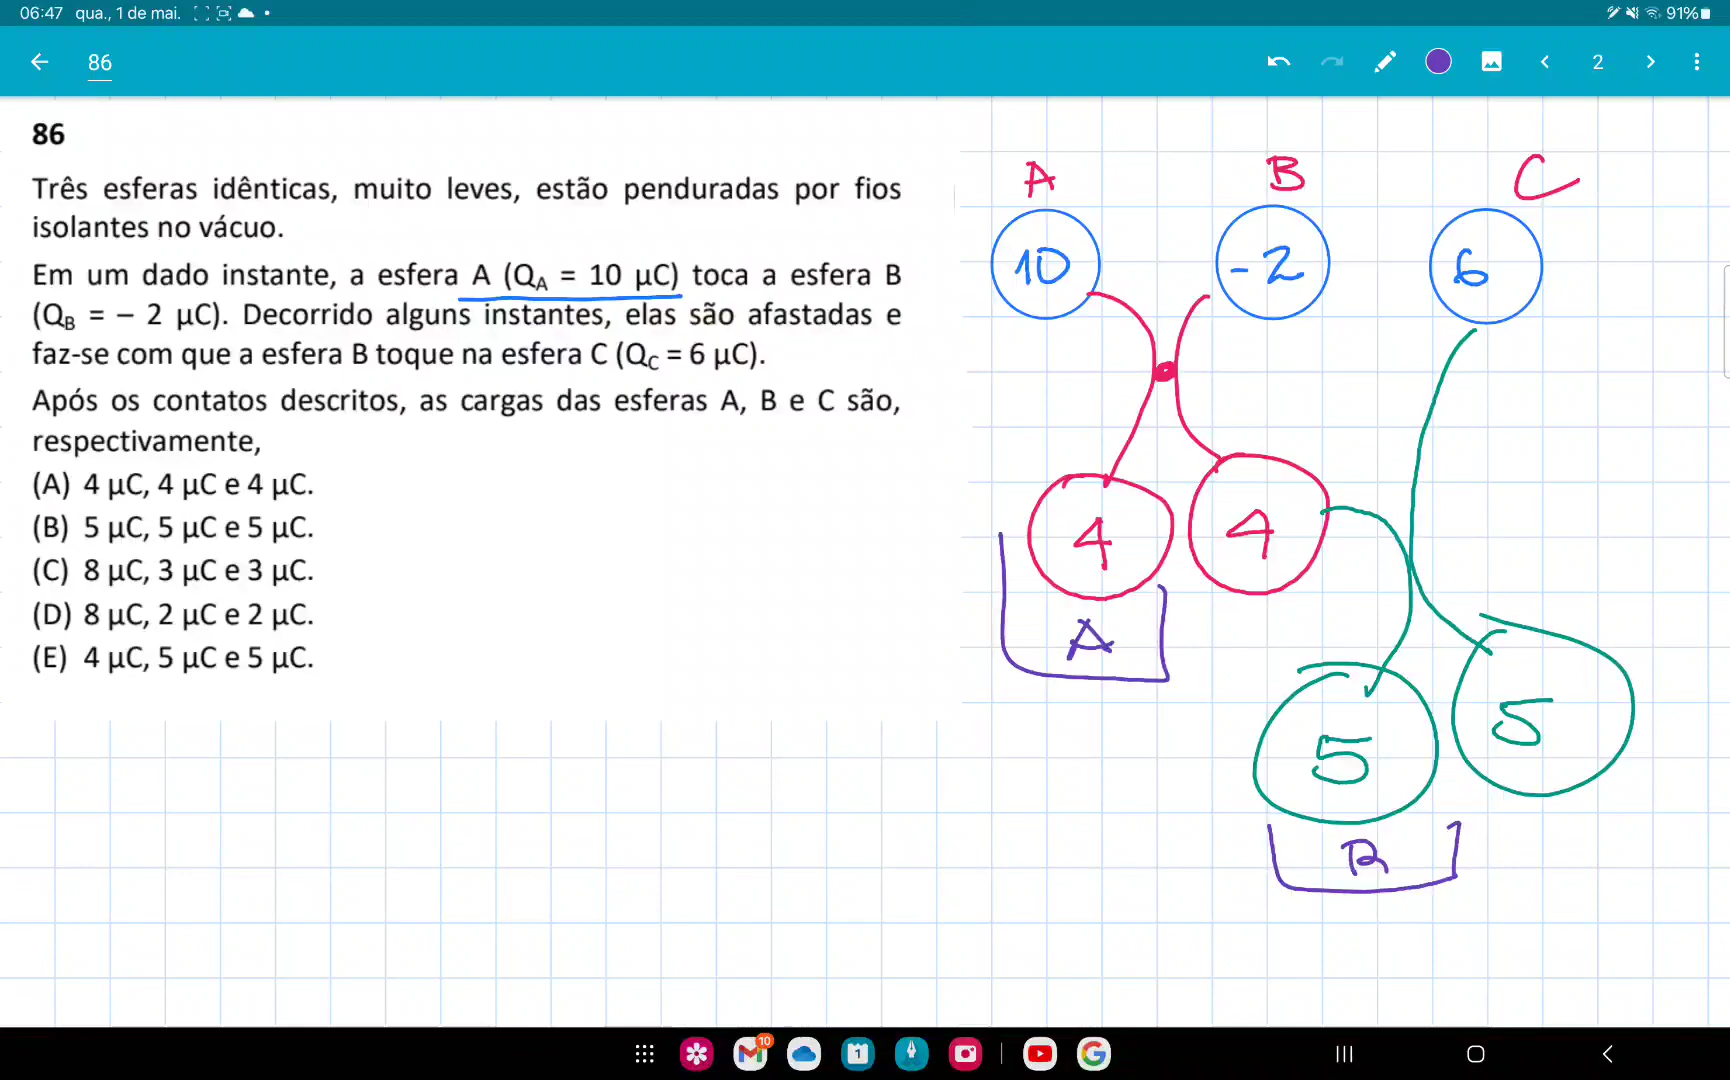 06:47 qua., 1 de mai.
91%
86
2
86
Três esferas idênticas, muito leves, estão penduradas por fios
isolantes no vácuo.
Em um dado instante, a esfera A (QA = 10 μC) toca a esfera B
(QB = – 2 μC). Decorrido alguns instantes, elas são afastadas e
faz-se com que a esfera B toque na esfera C (QC = 6 μC).
Após os contatos descritos, as cargas das esferas A, B e C são,
respectivamente,
(A) 4 μC, 4 μC e 4 μC.
(B) 5 μC, 5 μC e 5 μC.
(C) 8 μC, 3 μC e 3 μC.
(D) 8 μC, 2 μC e 2 μC.
(E) 4 μC, 5 μC e 5 μC.
A B C
10 -2 6
4 4
A
5 5
B
10
1